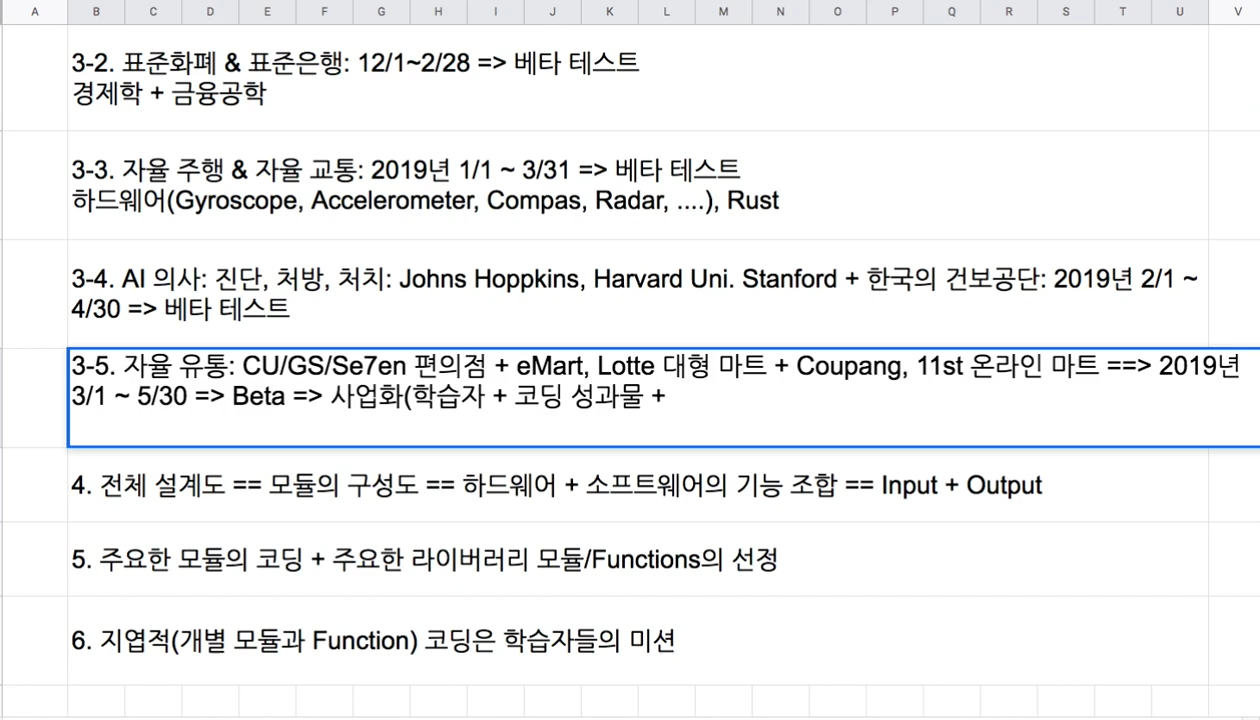 A B C D E F G H I J K L M N O P Q R S T U V
3-2. 표준화폐 & 표준은행: 12/1~2/28 => 베타 테스트
경제학 + 금융공학
3-3. 자율 주행 & 자율 교통: 2019년 1/1 ~ 3/31 => 베타 테스트
하드웨어(Gyroscope, Accelerometer, Compas, Radar, ....), Rust
3-4. AI 의사: 진단, 처방, 처치: Johns Hoppkins, Harvard Uni. Stanford + 한국의 건보공단: 2019년 2/1 ~
4/30 => 베타 테스트
3-5. 자율 유통: CU/GS/Se7en 편의점 + eMart, Lotte 대형 마트 + Coupang, 11st 온라인 마트 ==> 2019년
3/1 ~ 5/30 => Beta => 사업화(학습자 + 코딩 성과물 +
4. 전체 설계도 == 모듈의 구성도 == 하드웨어 + 소프트웨어의 기능 조합 == Input + Output
5. 주요한 모듈의 코딩 + 주요한 라이버러리 모듈/Functions의 선정
6. 지엽적(개별 모듈과 Function) 코딩은 학습자들의 미션